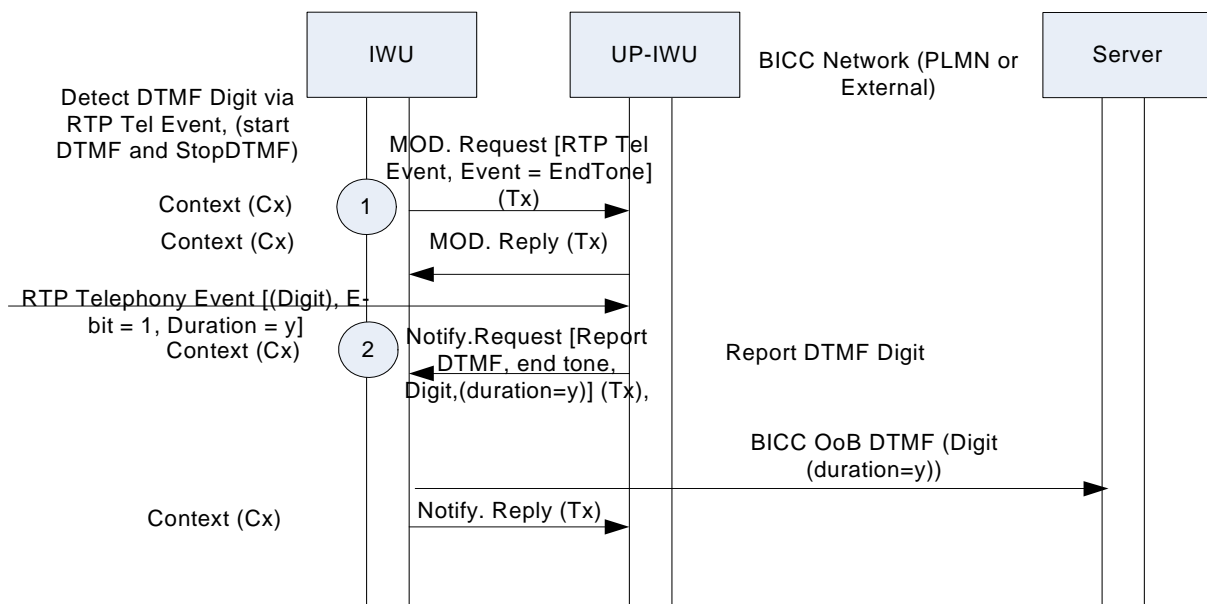 IWU
UP-IWU
BICC Network (PLMN or
External)
Server
Detect DTMF Digit via
RTP Tel Event, (start
DTMF and StopDTMF)
MOD. Request [RTP Tel
Event, Event = EndTone]
(Tx)
Context (Cx)
1
Context (Cx)
MOD. Reply (Tx)
RTP Telephony Event [(Digit), E-
bit = 1, Duration = y]
Context (Cx)
2
Notify.Request [Report
DTMF, end tone,
Digit,(duration=y)] (Tx),
Report DTMF Digit
BICC OoB DTMF (Digit
(duration=y))
Context (Cx)
Notify. Reply (Tx)